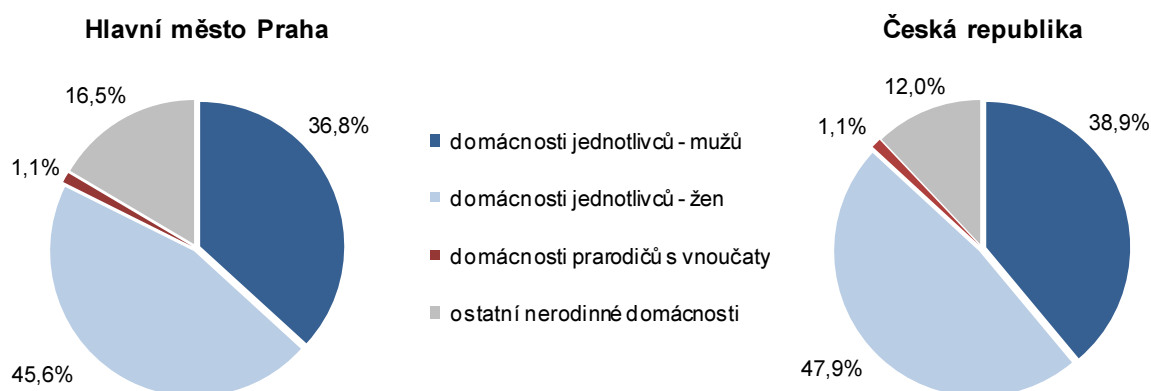 Hlavní město Praha
16,5%
36,8%
1,1%
45,6%
domácnosti jednotlivců - mužů
domácnosti jednotlivců - žen
domácnosti prarodičů s vnoučaty
ostatní nerodinné domácnosti
Česká republika
12,0%
38,9%
1,1%
47,9%